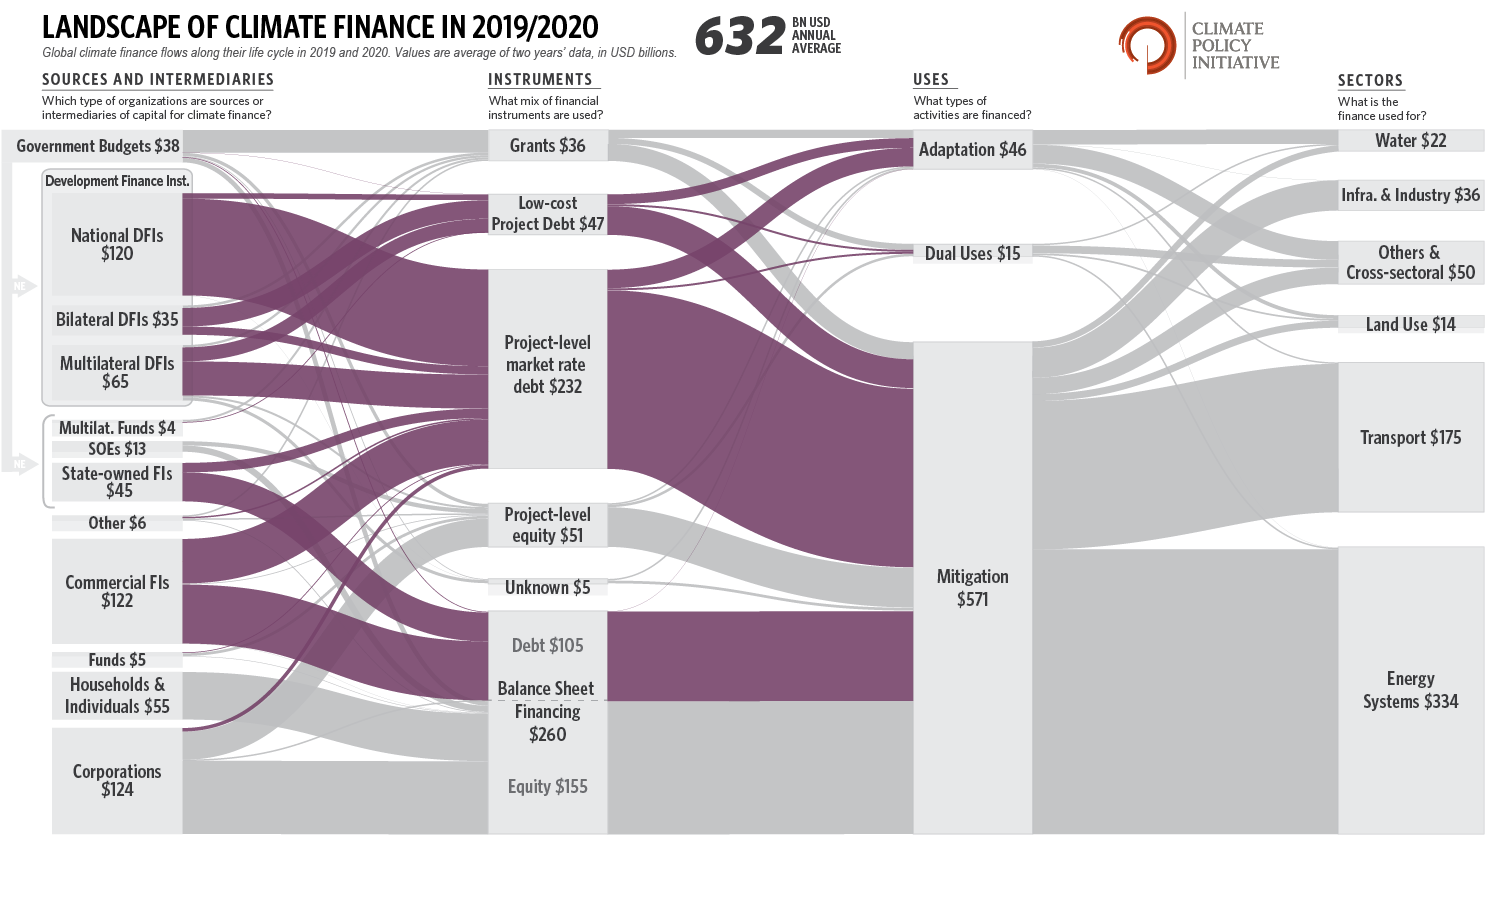 LANDSCAPE OF CLIMATE FINANCE IN 2019/2020
Global climate finance flows along their life cycle in 2019 and 2020. Values are average of two years' data, in USD billions.
632
BN USD
ANNUAL
AVERAGE
CLIMATE
POLICY
INITIATIVE
SOURCES AND INTERMEDIARIES
Which type of organizations are sources or
intermediaries of capital for climate finance?
INSTRUMENTS
What mix of financial
instruments are used?
USES
What types of
activities are financed?
SECTORS
What is the
finance used for?
Government Budgets $38
Development Finance Inst.
National DFIs
$120
NE
Bilateral DFIs $35
Multilateral DFIs
$65
Multilat. Funds $4
SOEs $13
NE
State-owned FIs
$45
Other $6
Commercial FIs
$122
Funds $5
Households &
Individuals $55
Corporations
$124
Grants $36
Low-cost
Project Debt $47
Project-level
market rate
debt $232
Project-level
equity $51
Unknown $5
Debt $105
Balance Sheet
Financing
$260
Equity $155
Adaptation $46
Dual Uses $15
Mitigation
$571
Water $22
Infra. & Industry $36
Others &
Cross-sectoral $50
Land Use $14
Transport $175
Energy
Systems $334